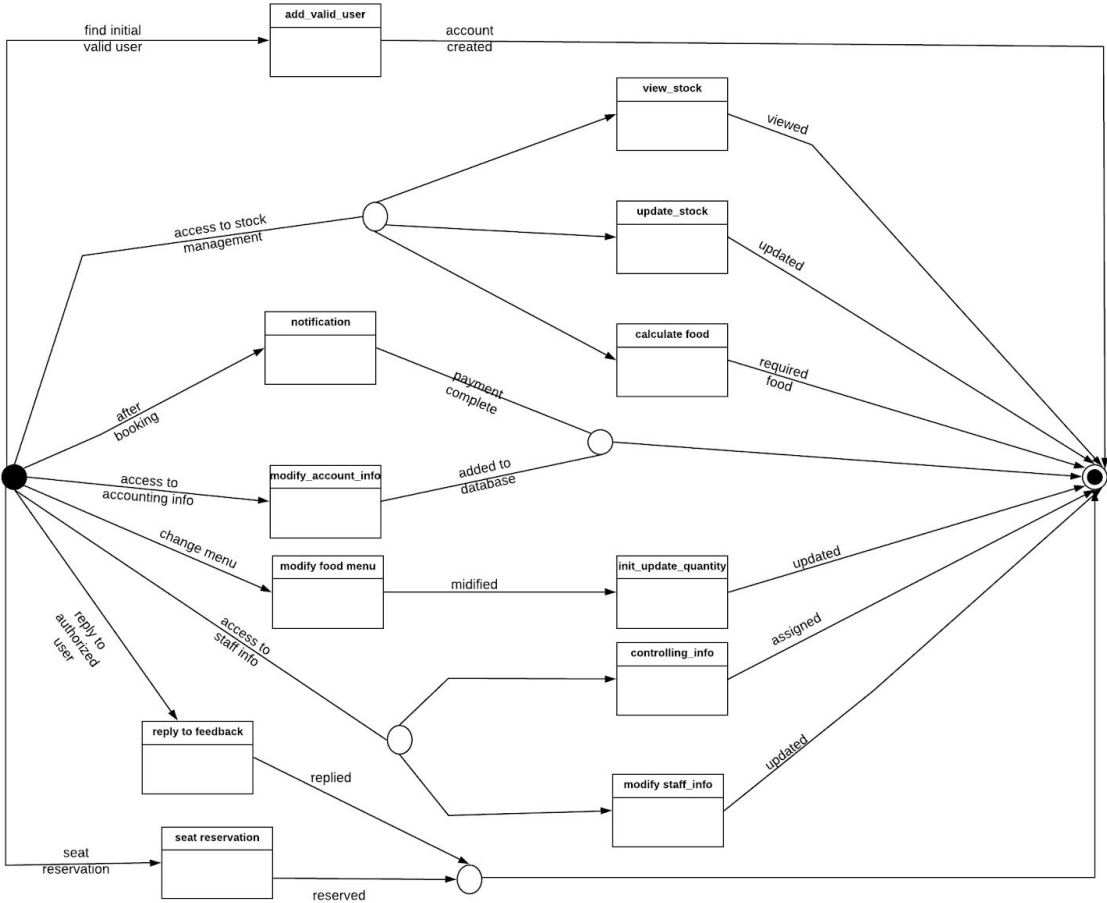 add_valid_user
find initial
valid user
account
created
view_stock
viewed
access to stock
management
update_stock
updated
notification
calculate food
required
food
after
booking
payment
complete
modify_account_info
access to
accounting info
added to
database
change menu
modify food menu
midified
init_update_quantity
updated
reply to
authorized
user
access to
staff info
controlling_info
assigned
reply to feedback
replied
modify staff_info
updated
seat reservation
seat
reservation
reserved